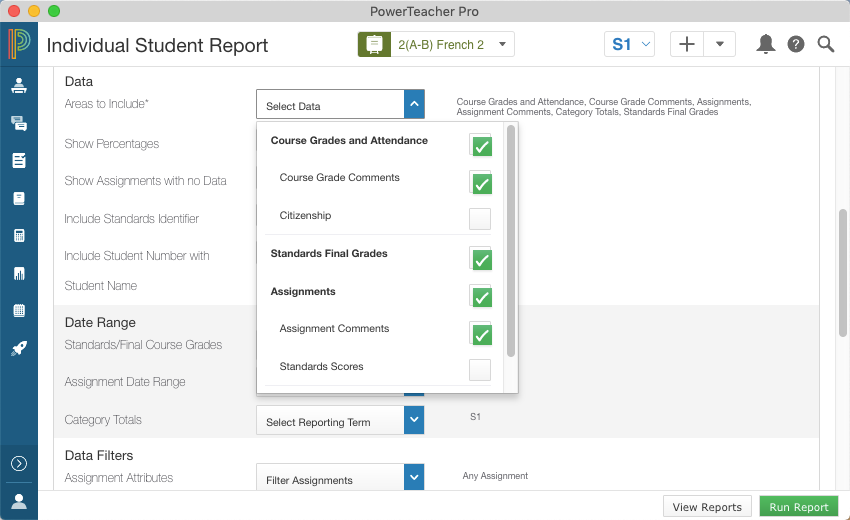 PowerTeacher Pro
Individual Student Report
2(A-B) French 2
S1
Data
Areas to Include*
Select Data
Course Grades and Attendance, Course Grade Comments, Assignments,
Assignment Comments, Category Totals, Standards Final Grades
Course Grades and Attendance
Show Percentages
Course Grade Comments
Show Assignments with no Data
Citizenship
Include Standards Identifier
Standards Final Grades
Include Student Number with
Student Name
Assignments
Date Range
Assignment Comments
Standards/Final Course Grades
Standards Scores
Assignment Date Range
Category Totals
Select Reporting Term
S1
Data Filters
Assignment Attributes
Filter Assignments
Any Assignment
View Reports
Run Report